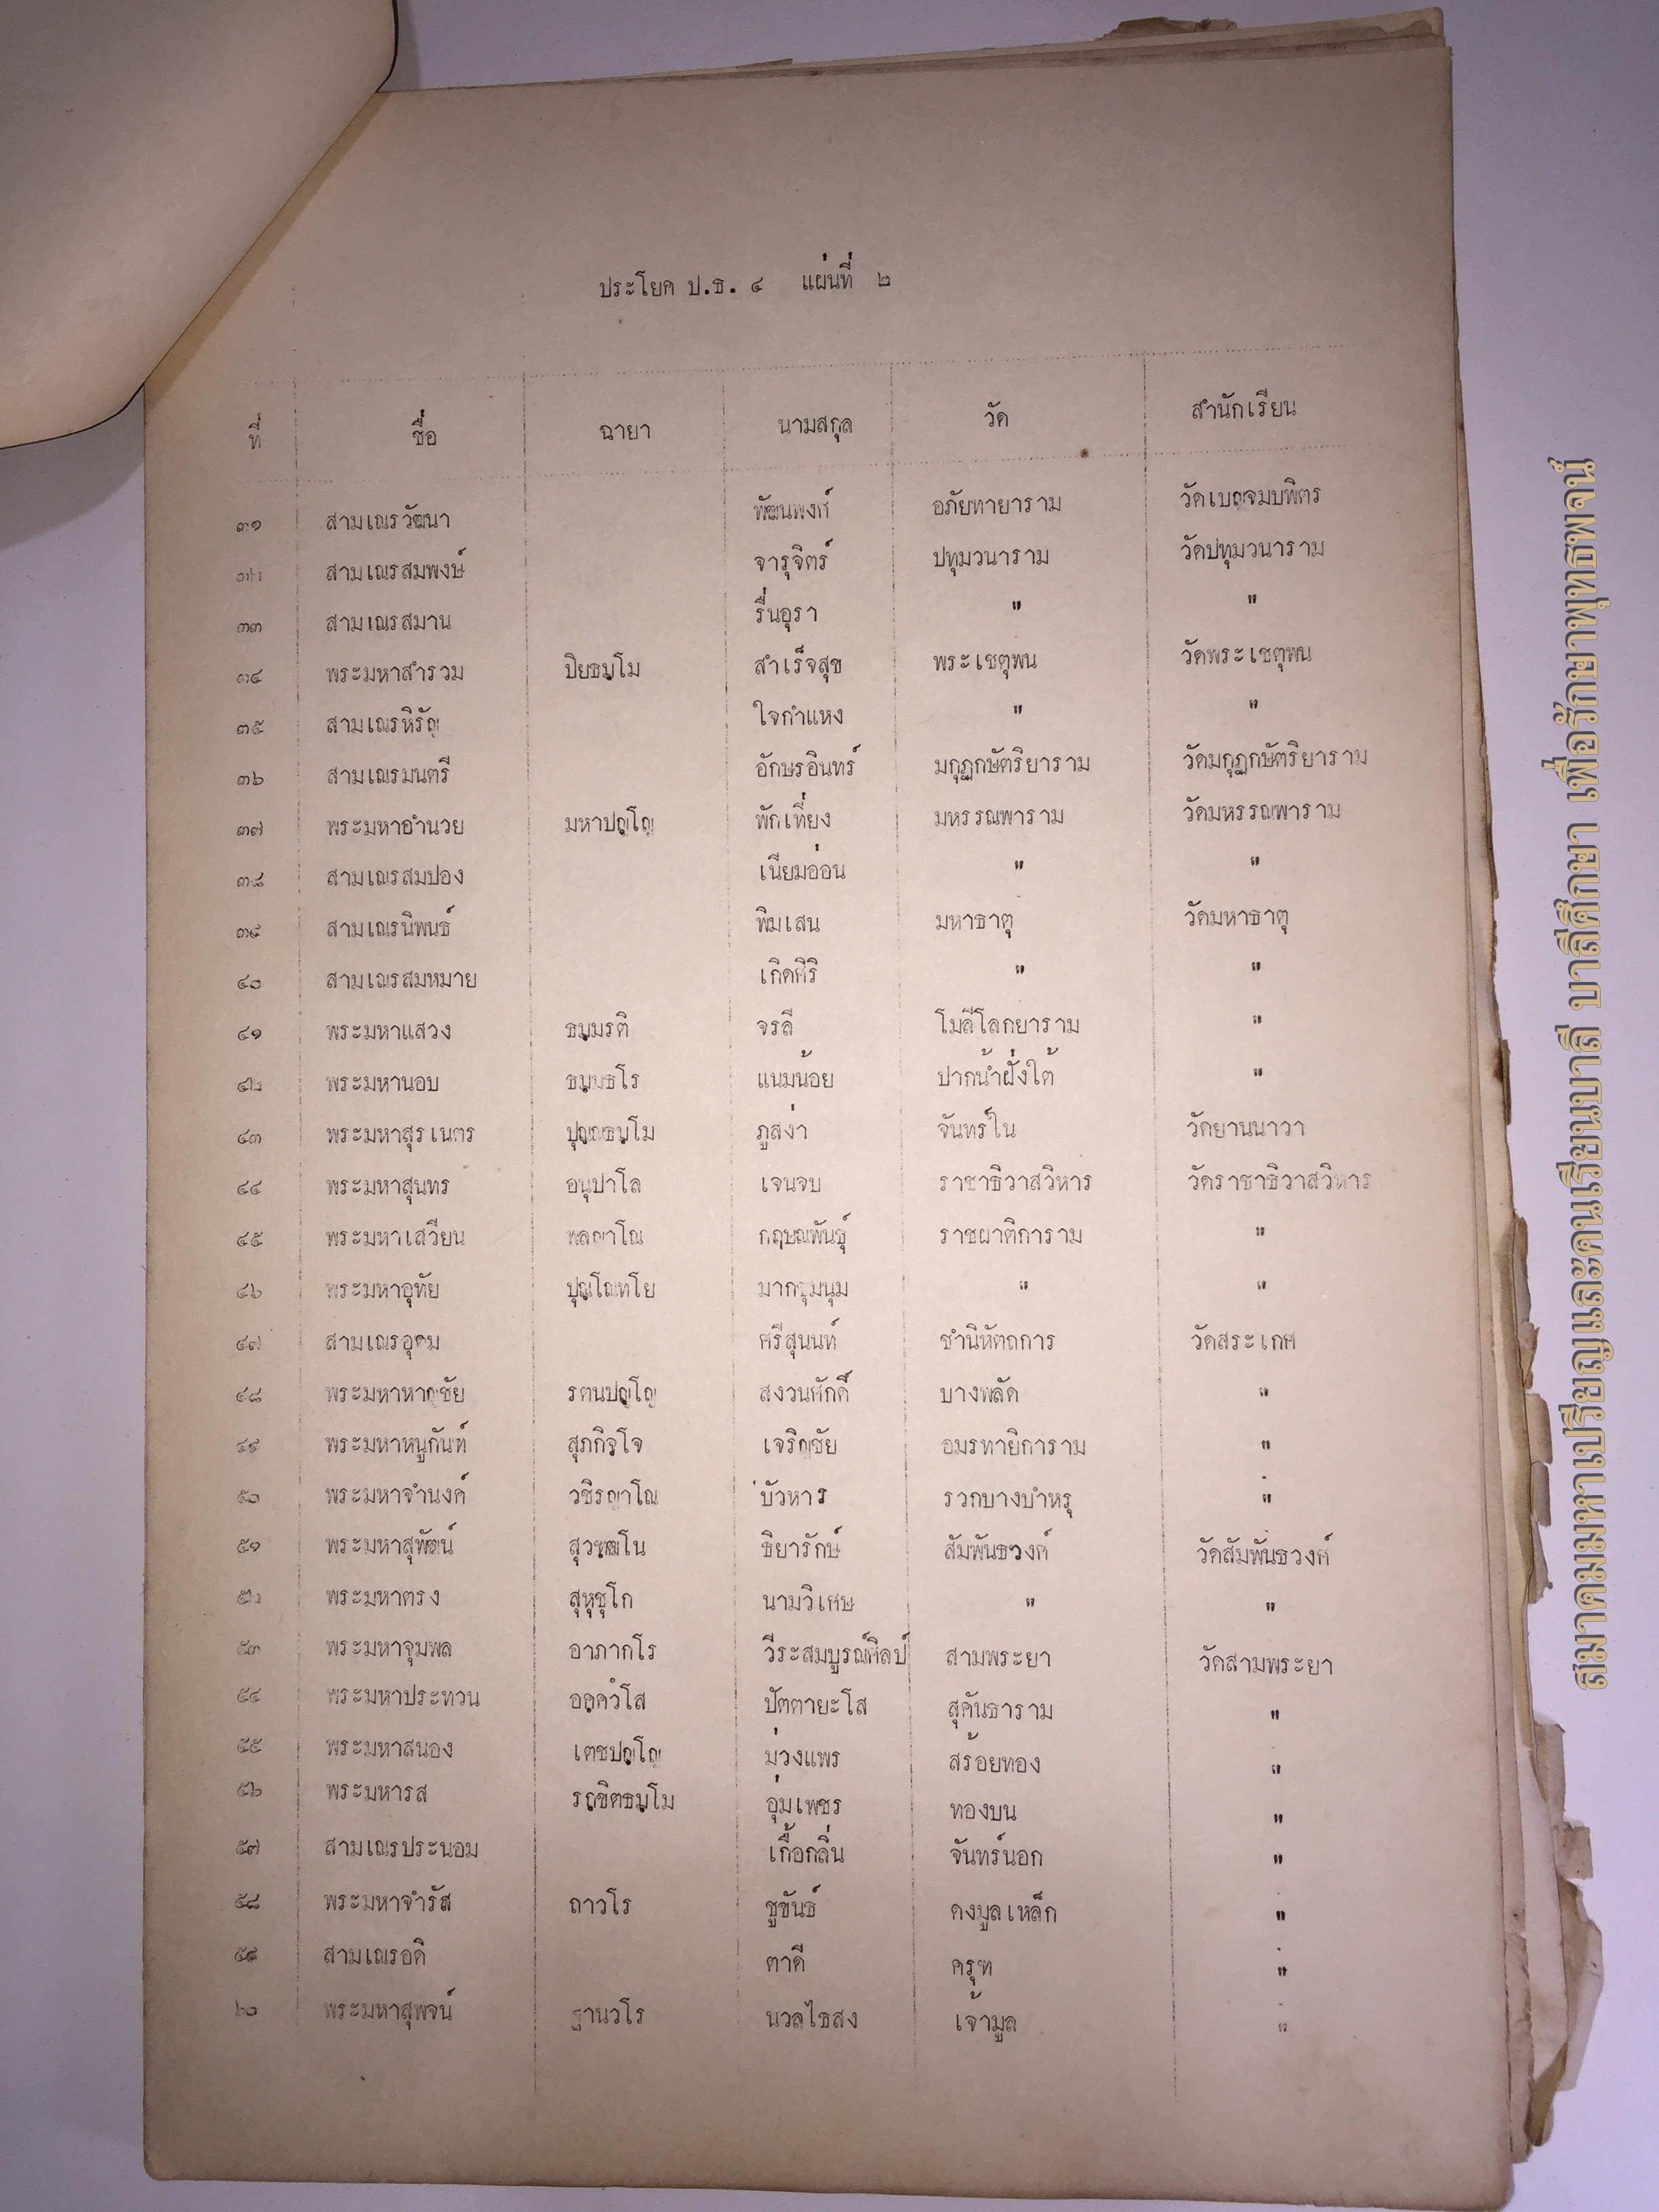 ประโยค ป.ธ. ๔ แผ่นที่ ๒
ที่ ชื่อ ฉายา นามสกุล วัด สำนักเรียน
๓๑ สามเณรวัฒนา พัฒนพงศ์ อภัยทายาราม วัดเบญจมบพิตร
๓๒ สามเณรสมพงษ์ จารุจิตร์ ปทุมวนาราม วัดปทุมวนาราม
๓๓ สามเณรสมาน รื่นอุรา " "
๓๔ พระมหาสำรวม ปิยธมฺโม สำเร็จสุข พระเชตุพน วัดพระเชตุพน
๓๕ สามเณรหิรัญ ใจกำแหง " "
๓๖ สามเณรมนตรี อักษรอินทร์ มกุฏกษัตริยาราม วัดมกุฏกษัตริยาราม
๓๗ พระมหาอำนวย มหาปญฺโญ พักเที่ยง มหรรณพาราม วัดมหรรณพาราม
๓๘ สามเณรสมปอง เนียมอ่อน " "
๓๙ สามเณรนิพนธ์ พิมเสน มหาธาตุ วัดมหาธาตุ
๔๐ สามเณรสมหมาย เกิดศิริ " "
๔๑ พระมหาแสวง ธมฺมรติ จรลี โมลีโลกยาราม "
๔๒ พระมหานอบ ธมฺมธโร แนมน้อย ปากน้ำฝั่งใต้ "
๔๓ พระมหาสุรเนตร ปุญฺญธมฺโม ภูสง่า จันทร์ใน วัดยานนาวา
๔๔ พระมหาสุนทร อนุปาโล เจนจบ ราชาธิวาสวิหาร วัดราชาธิวาสวิหาร
๔๕ พระมหาเสวียน พลญาโณ กฤษณพันธุ์ ราชผาติการาม "
๔๖ พระมหาอุทัย ปุณฺโณทโย มากชุมนุม " "
๔๗ สามเณรอุดม ศรีสุนนท์ ชำนิหัตถการ วัดสระเกศ
๔๘ พระมหาหาญชัย รตนปญฺโญ สงวนศักดิ์ บางพลัด "
๔๙ พระมหาหนูกันท์ สุภกิจฺโจ เจริญชัย อมรทายิการาม "
๕๐ พระมหาจำนงค์ วชิรญาโณ บัวหาร รวกบางบำหรุ "
๕๑ พระมหาสุพัฒน์ สุวฑฺฒโน ธิยารักษ์ สัมพันธวงศ์ วัดสัมพันธวงศ์
๕๒ พระมหาตรง สุหุชุโก นามวิเศษ " "
๕๓ พระมหาจุมพล อาภากโร วีระสมบูรณ์ศิลป์ สามพระยา วัดสามพระยา
๕๔ พระมหาประทวน อคฺควํโส ปัตตายะโส สุคันธาราม "
๕๕ พระมหาสนอง เตชปญฺโญ ม่วงแพร สร้อยทอง "
๕๖ พระมหารส รกฺขิตธมฺโม อุ่มเพชร ทองบน "
๕๗ สามเณรประนอม เกื้อกลิ่น จันทร์นอก "
๕๘ พระมหาจำรัส ถาวโร ชูขันธ์ ดงมูลเหล็ก "
๕๙ สามเณรอดิ ตาดี ครุฑ "
๖๐ พระมหาสุพจน์ ฐานวโร นวลไธสง เจ้ามูล "
สมาคมมหาเปรียญและคนเรียนบาลี บาลีศึกษา เพื่อรักษาพุทธพจน์